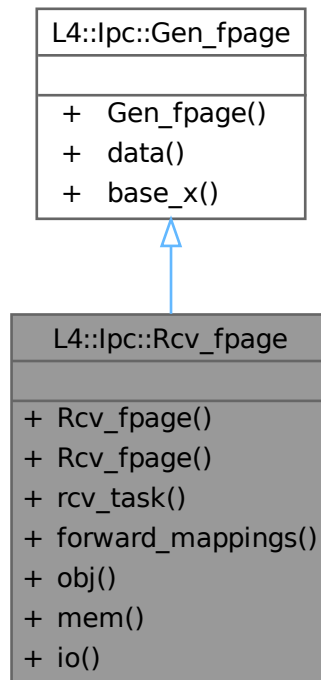 L4::Ipc::Gen_fpage
+ Gen_fpage()
+ data()
+ base_x()
L4::Ipc::Rcv_fpage
+ Rcv_fpage()
+ Rcv_fpage()
+ rcv_task()
+ forward_mappings()
+ obj()
+ mem()
+ io()